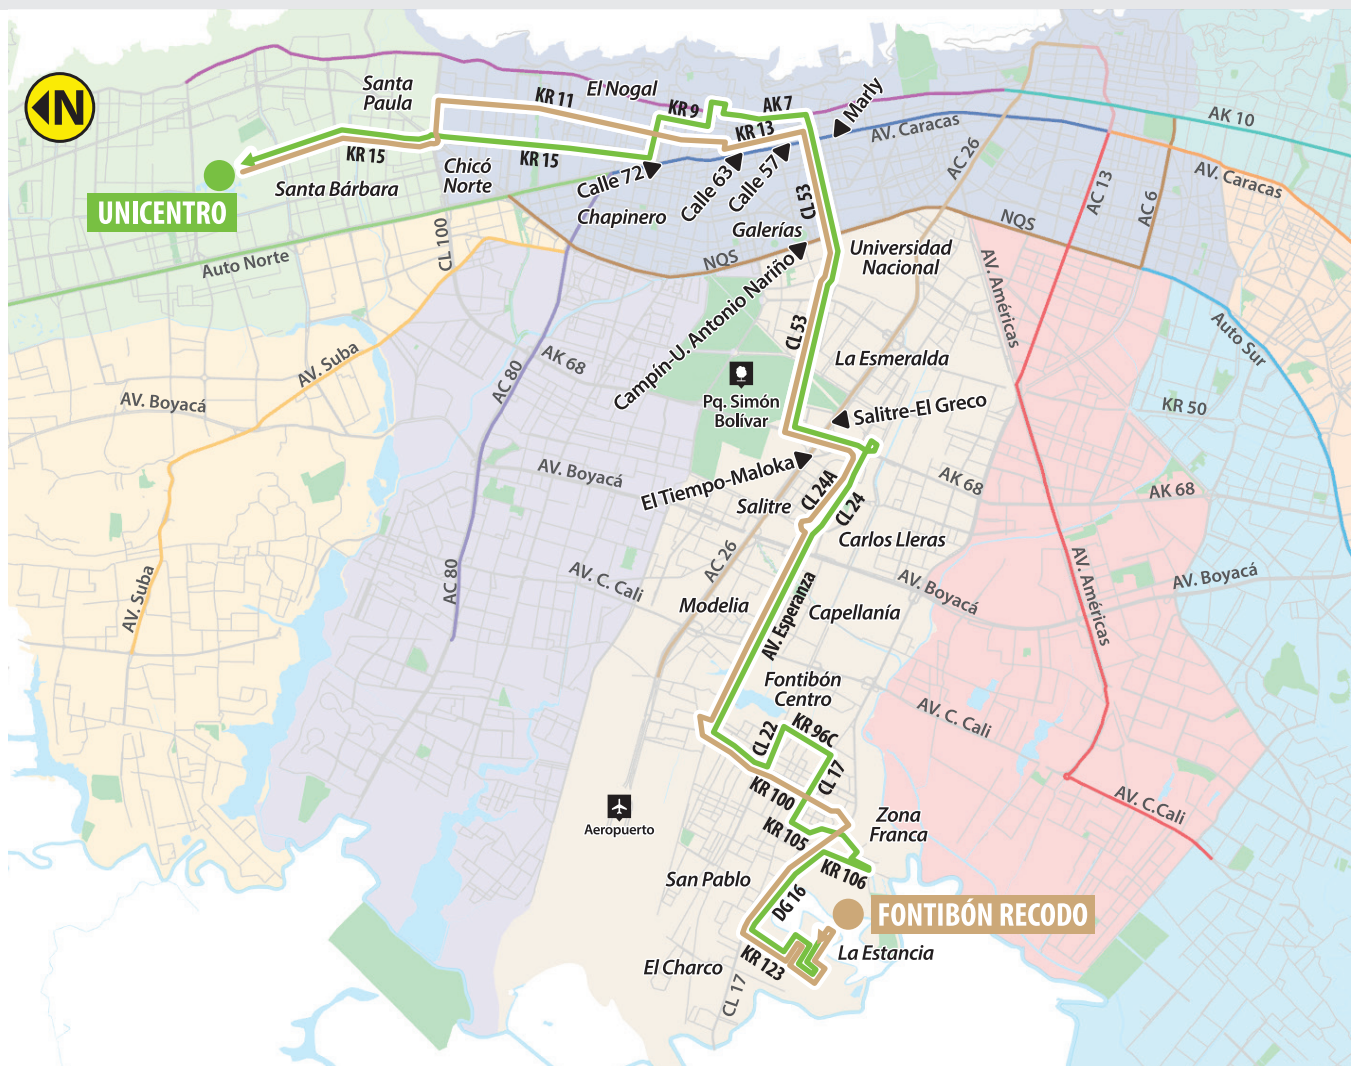 N
Santa
Paula
El Nogal
KR 11
KR 9
AK 7
Marly
KR 13
AV. Caracas
AK 10
KR 15
KR 15
Chicó
Norte
Santa Bárbara
Calle 72
Calle 63
Calle 57
CL 53
AC 26
AC 13
AC 6
AV. Caracas
UNICENTRO
Chapinero
Galerías
NQS
NQS
Universidad
Nacional
CL 100
Auto Norte
Campín-U. Antonio Nariño
AV. Américas
Auto Sur
CL 53
La Esmeralda
AV. Suba
AK 68
AC 80
AV. Boyacá
Pq. Simón
Bolívar
Salitre-El Greco
KR 50
AV. Boyacá
El Tiempo-Maloka
CL 24A
CL 24
Salitre
AK 68
AK 68
Carlos Lleras
AC 26
AC 80
AV. C. Cali
AV. Suba
Modelia
AV. Esperanza
Capellanía
AV. Boyacá
AV. Américas
AV. Boyacá
Fontibón
Centro
KR 96C
CL 22
AV. C. Cali
CL 17
KR 100
AV. C.Cali
Aeropuerto
KR 105
Zona
Franca
San Pablo
KR 106
DG 16
FONTIBÓN RECODO
La Estancia
El Charco
KR 123
CL 17